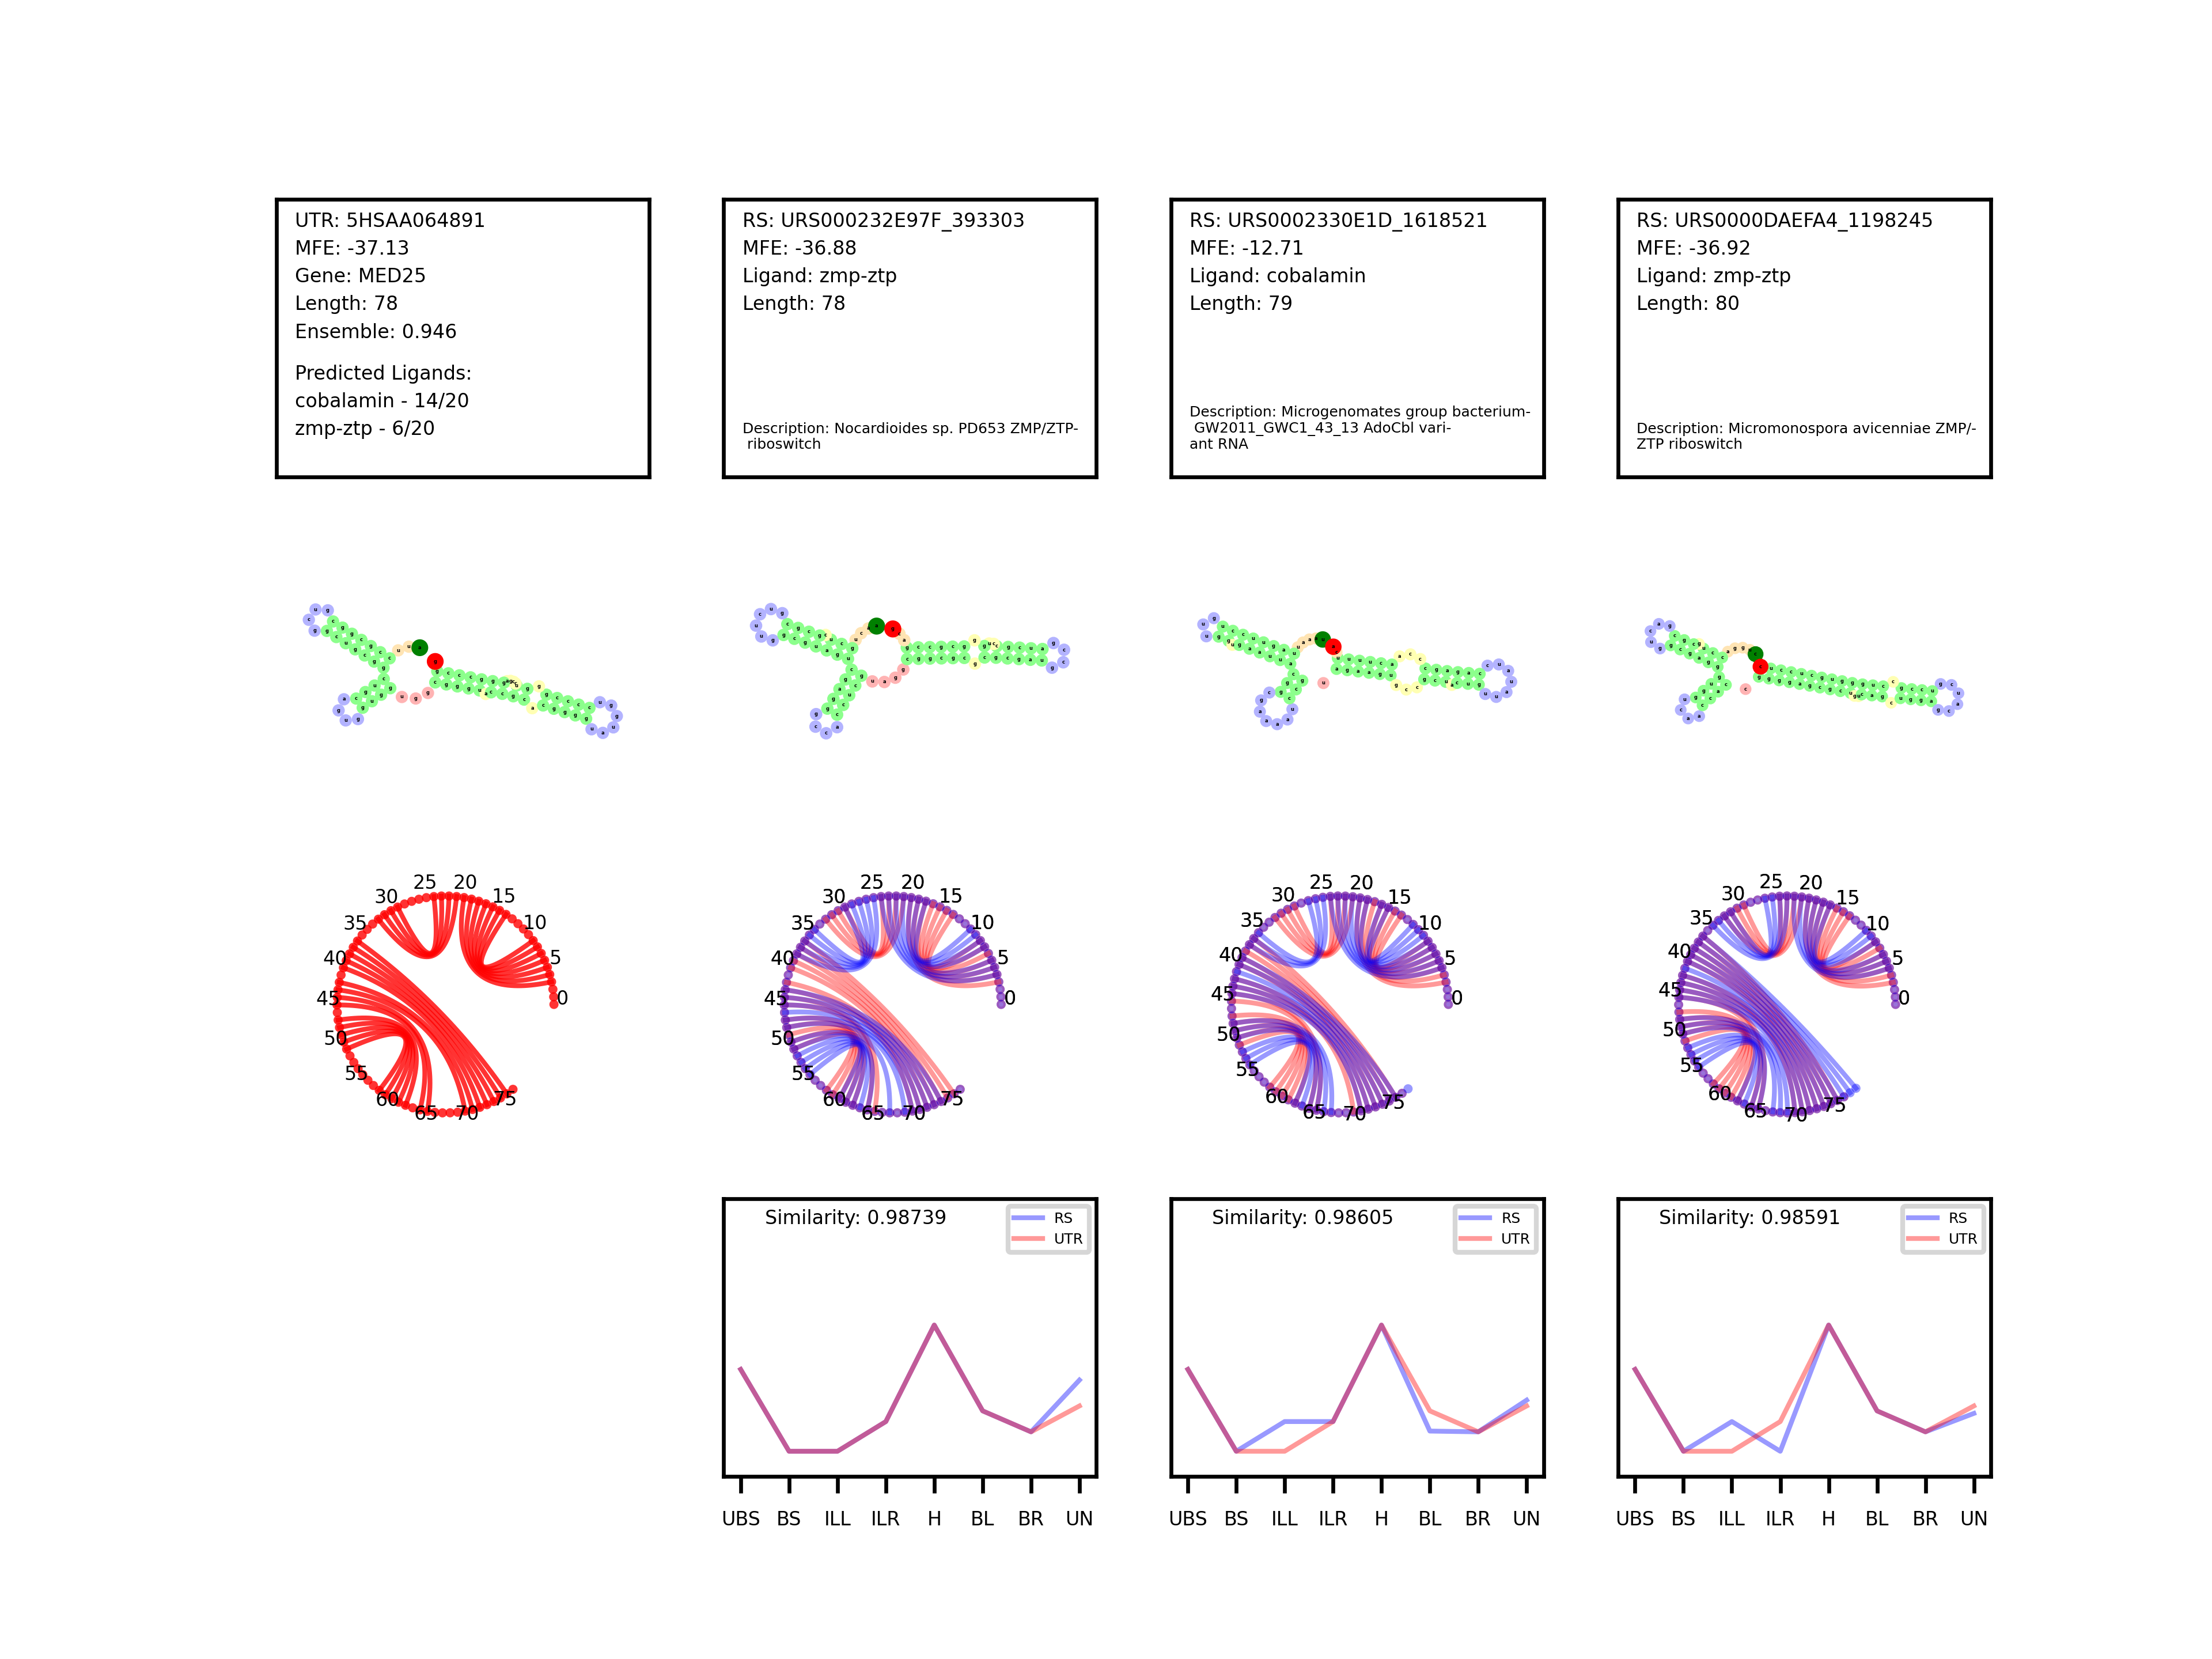 UTR: 5HSAA064891
MFE: -37.13
Gene: MED25
Length: 78
Ensemble: 0.946
Predicted Ligands:
cobalamin - 14/20
zmp-ztp - 6/20
RS: URS000232E97F_393303
MFE: -36.88
Ligand: zmp-ztp
Length: 78
Description: Nocardioides sp. PD653 ZMP/ZTP-
riboswitch
RS: URS0002330E1D_1618521
MFE: -12.71
Ligand: cobalamin
Length: 79
Description: Microgenomates group bacterium-
GW2011_GWC1_43_13 AdoCbl vari-
ant RNA
RS: URS0000DAEFA4_1198245
MFE: -36.92
Ligand: zmp-ztp
Length: 80
Description: Micromonospora avicenniae ZMP/-
ZTP riboswitch
0 5 10 15 20 25 30 35 40 45 50 55 60 65 70 75
0 5 10 15 20 25 30 35 40 45 50 55 60 65 70 75
0 5 10 15 20 25 30 35 40 45 50 55 60 65 70 75
0 5 10 15 20 25 30 35 40 45 50 55 60 65 70 75
Similarity: 0.98739
RS
UTR
UBS BS ILL ILR H BL BR UN
Similarity: 0.98605
RS
UTR
UBS BS ILL ILR H BL BR UN
Similarity: 0.98591
RS
UTR
UBS BS ILL ILR H BL BR UN